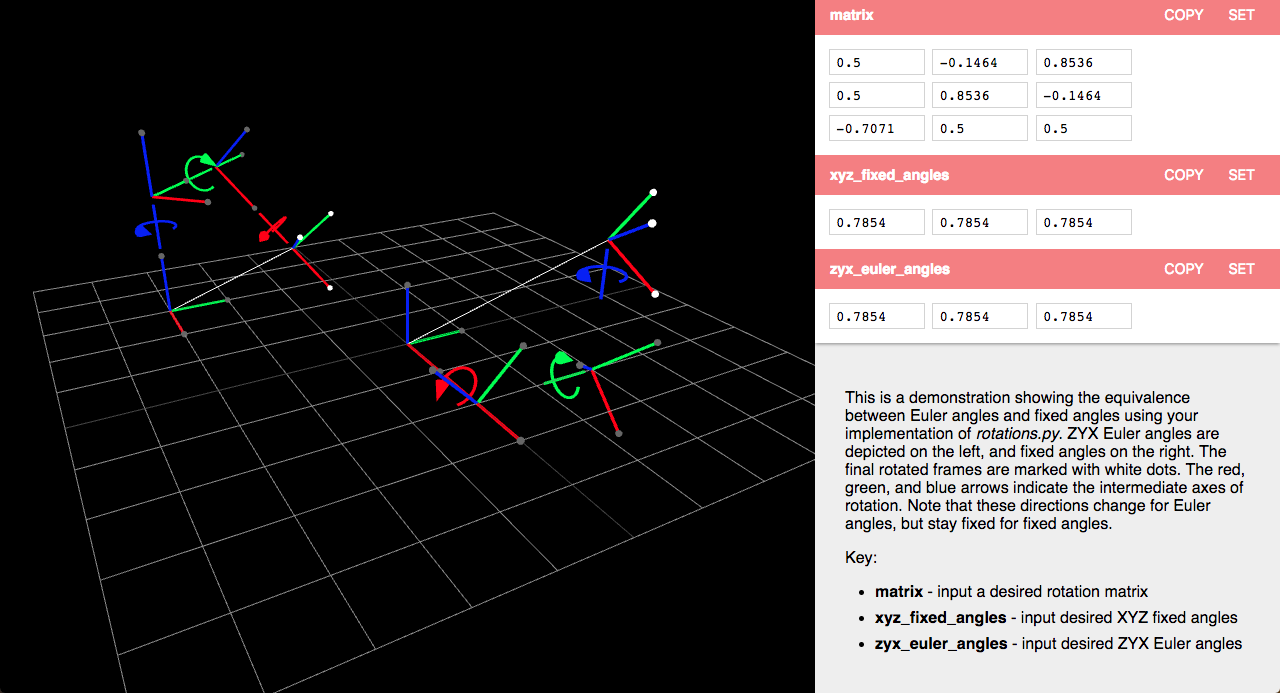 matrix COPY SET
0.5 -0.1464 0.8536
0.5 0.8536 -0.1464
-0.7071 0.5 0.5
xyz_fixed_angles COPY SET
0.7854 0.7854 0.7854
zyx_euler_angles COPY SET
0.7854 0.7854 0.7854
This is a demonstration showing the equivalence
between Euler angles and fixed angles using your
implementation of rotations.py. ZYX Euler angles are
depicted on the left, and fixed angles on the right. The
final rotated frames are marked with white dots. The red,
green, and blue arrows indicate the intermediate axes of
rotation. Note that these directions change for Euler
angles, but stay fixed for fixed angles.
Key:
• matrix - input a desired rotation matrix
• xyz_fixed_angles - input desired XYZ fixed angles
• zyx_euler_angles - input desired ZYX Euler angles